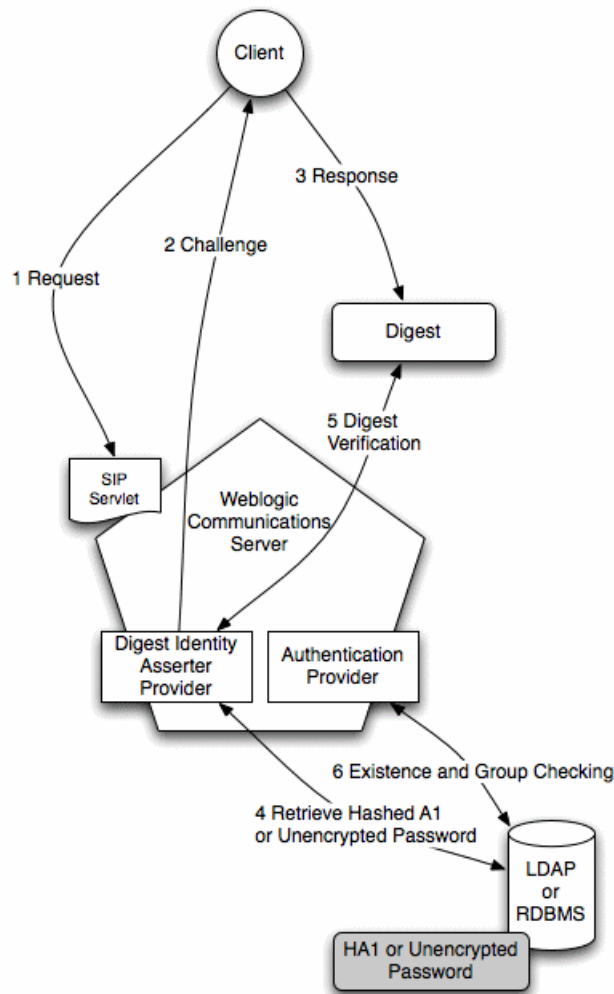 Client
3 Response
2 Challenge
1 Request
Digest
5 Digest
Verification
SIP
Servlet
Weblogic
Communications
Server
Digest Identity
Asserter
Provider
Authentication
Provider
6 Existence and Group Checking
4 Retrieve Hashed A1
or Unencrypted Password
LDAP
or
RDBMS
HA1 or Unencrypted
Password